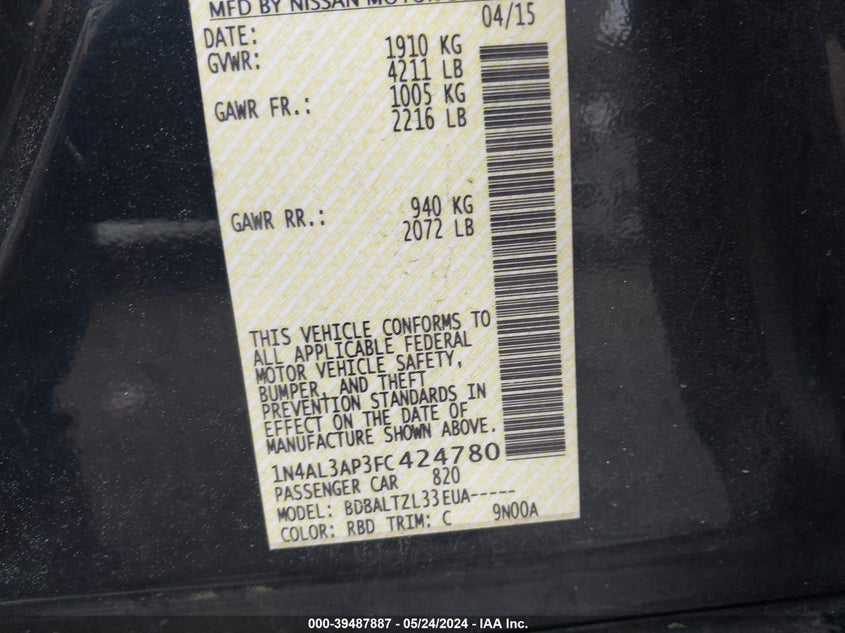 MFD BY NISSAN MOTOR
DATE: 04/15
GVWR: 1910 KG
4211 LB
GAWR FR.: 1005 KG
2216 LB
GAWR RR.: 940 KG
2072 LB
THIS VEHICLE CONFORMS TO
ALL APPLICABLE FEDERAL
MOTOR VEHICLE SAFETY,
BUMPER, AND THEFT
PREVENTION STANDARDS IN
EFFECT ON THE DATE OF
MANUFACTURE SHOWN ABOVE.
1N4AL3AP3FC424780
PASSENGER CAR 820
MODEL: BDBALTZL33EUA-----
COLOR: RBD TRIM: C 9N00A
000-39487887 - 05/24/2024 - IAA Inc.